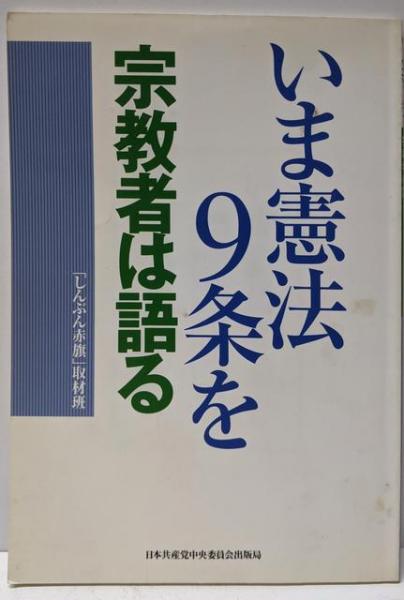 いま憲法
9条を
宗教者は語る
「しんぶん赤旗」取材班
日本共産党中央委員会出版局